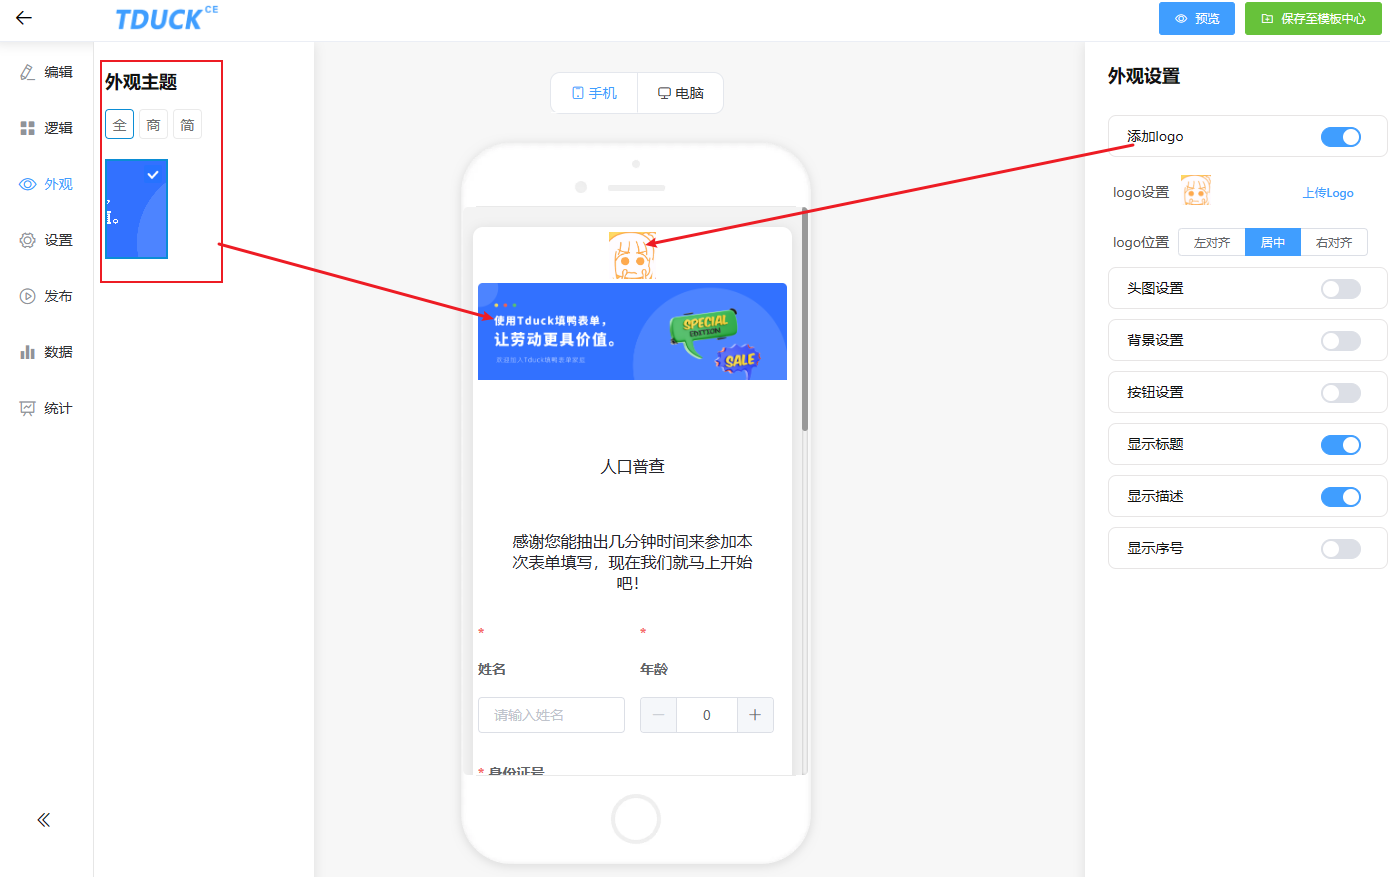 TDUCK CE
预览
保存至模板中心
编辑
逻辑
外观
设置
发布
数据
统计
外观主题
全
商
简
手机
电脑
使用Tduck填鸭表单，
让劳动更具价值。
欢迎加入Tduck填鸭表单家庭
SPECIAL
EDITION
SALE
人口普查
感谢您能抽出几分钟时间来参加本
次表单填写，现在我们就马上开始
吧！
* *
姓名 年龄
请输入姓名
0
* 身份证号
外观设置
添加logo
logo设置
上传Logo
logo位置
左对齐
居中
右对齐
头图设置
背景设置
按钮设置
显示标题
显示描述
显示序号